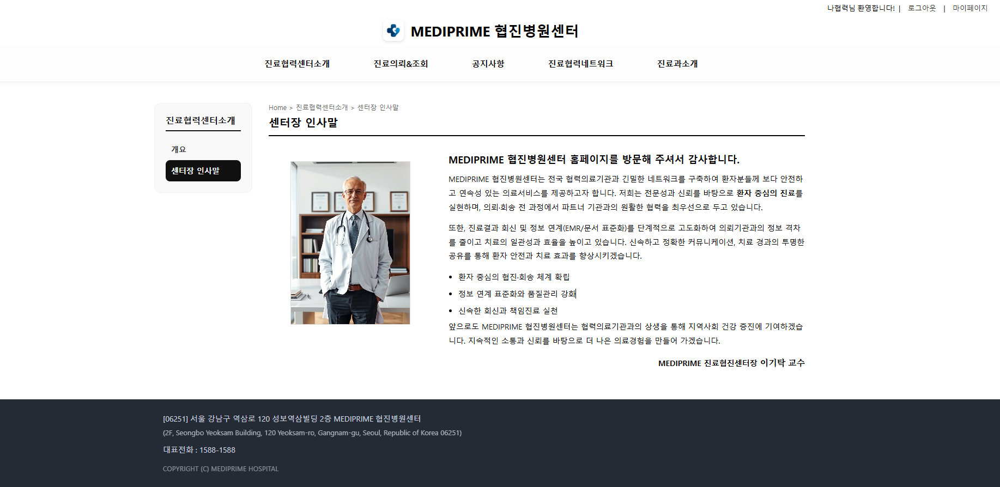 나협력님 환영합니다! | 로그아웃 | 마이페이지
MEDIPRIME 협진병원센터
진료협력센터소개 진료의뢰&조회 공지사항 진료협력네트워크 진료과소개
진료협력센터소개
개요
센터장 인사말
Home > 진료협력센터소개 > 센터장 인사말
센터장 인사말
MEDIPRIME 협진병원센터 홈페이지를 방문해 주셔서 감사합니다.
MEDIPRIME 협진병원센터는 전국 협력의료기관과 긴밀한 네트워크를 구축하여 환자분들께 보다 안전하
고 연속성 있는 의료서비스를 제공하고자 합니다. 저희는 전문성과 신뢰를 바탕으로 환자 중심의 진료를
실현하며, 의뢰·회송 전 과정에서 파트너 기관과의 원활한 협력을 최우선으로 두고 있습니다.
또한, 진료결과 회신 및 정보 연계(EMR/문서 표준화)를 단계적으로 고도화하여 의뢰기관과의 정보 격차
를 줄이고 치료의 일관성과 효율을 높이고 있습니다. 신속하고 정확한 커뮤니케이션, 치료 경과의 투명한
공유를 통해 환자 안전과 치료 효과를 향상시키겠습니다.
• 환자 중심의 협진·회송 체계 확립
• 정보 연계 표준화와 품질관리 강화
• 신속한 회신과 책임진료 실천
앞으로도 MEDIPRIME 협진병원센터는 협력의료기관과의 상생을 통해 지역사회 건강 증진에 기여하겠습
니다. 지속적인 소통과 신뢰를 바탕으로 더 나은 의료경험을 만들어 가겠습니다.
MEDIPRIME 진료협진센터장 이기탁 교수
[06251] 서울 강남구 역삼로 120 성보역삼빌딩 2층 MEDIPRIME 협진병원센터
(2F, Seongbo Yeoksam Building, 120 Yeoksam-ro, Gangnam-gu, Seoul, Republic of Korea 06251)
대표전화 : 1588-1588
COPYRIGHT (C) MEDIPRIME HOSPITAL